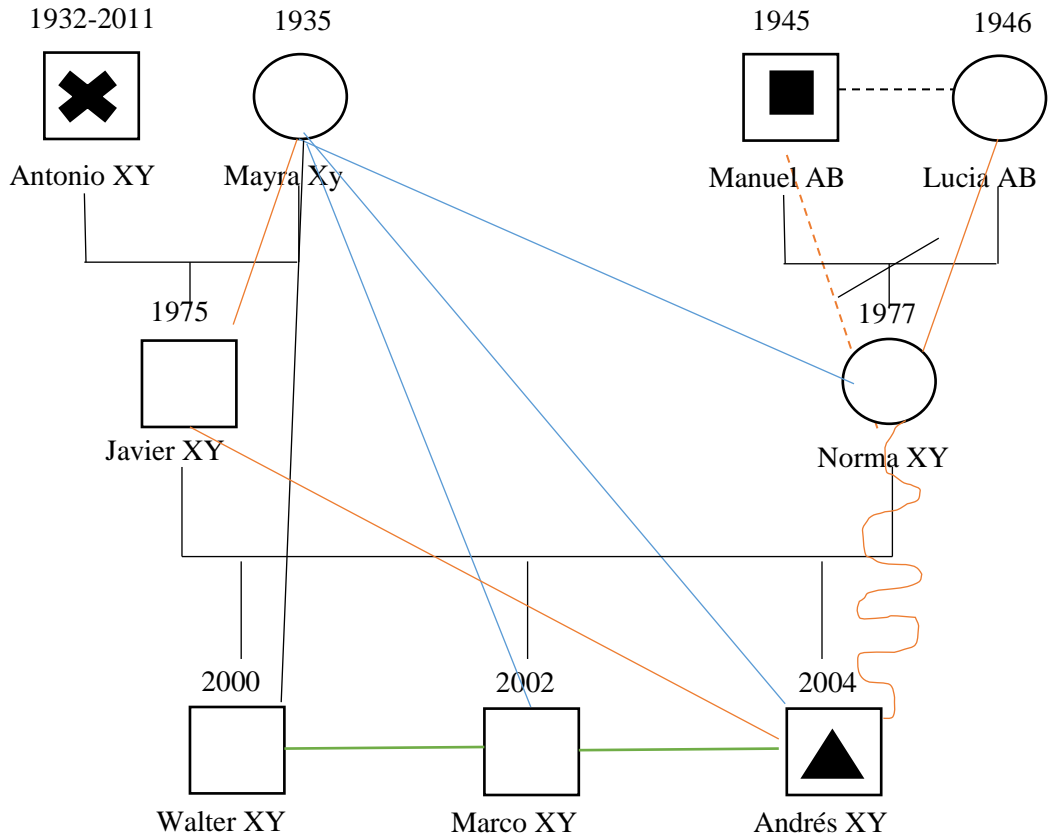 1932-2011
1935
1945
1946
Antonio XY
Mayra Xy
Manuel AB
Lucia AB
1975
1977
Javier XY
Norma XY
2000
2002
2004
Walter XY
Marco XY
Andrés XY